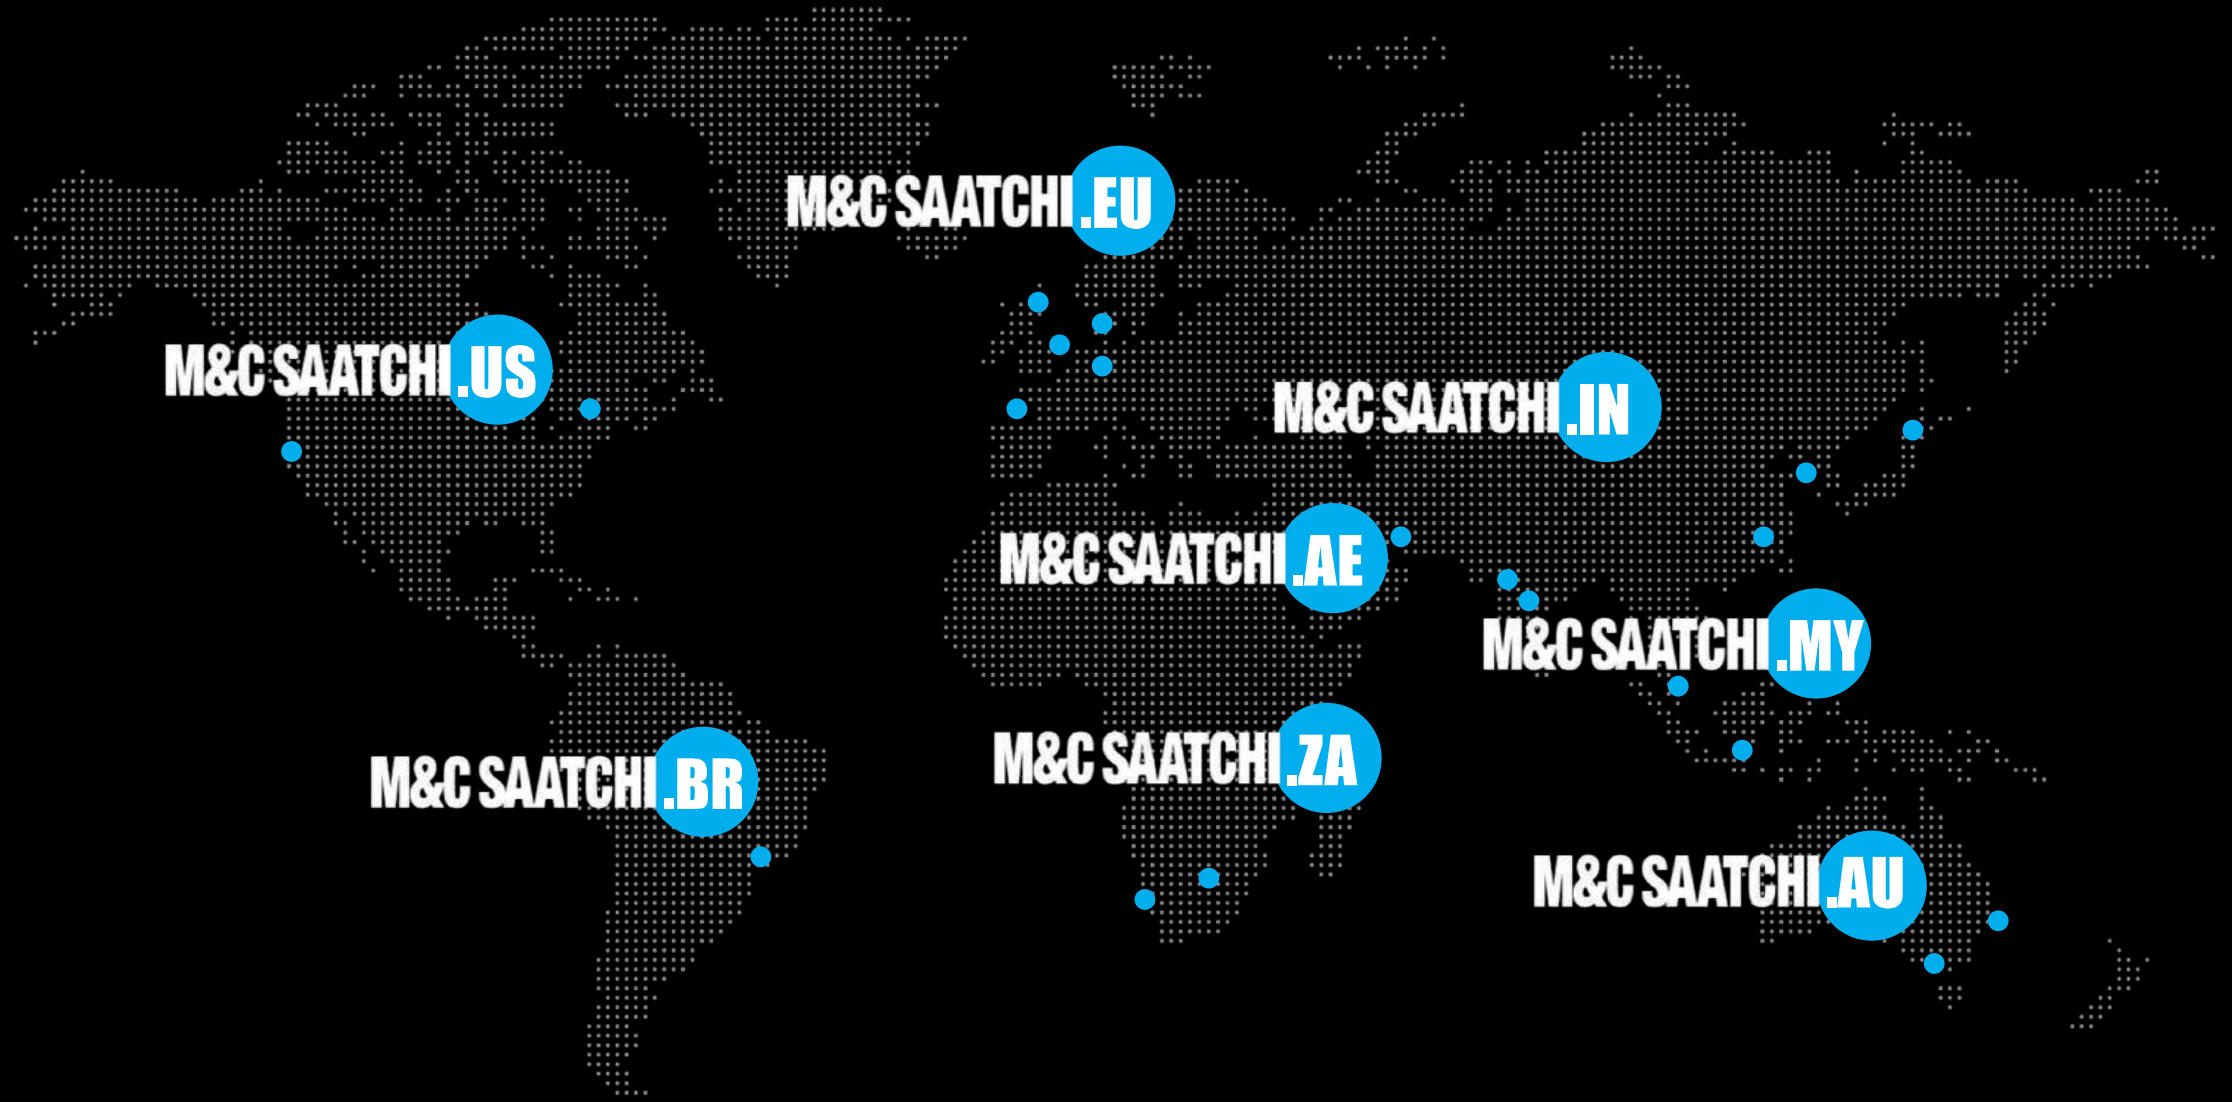 M&C SAATCHI.EU
M&C SAATCHI.US
M&C SAATCHI.IN
M&C SAATCHI.AE
M&C SAATCHI.MY
M&C SAATCHI.BR
M&C SAATCHI.ZA
M&C SAATCHI.AU